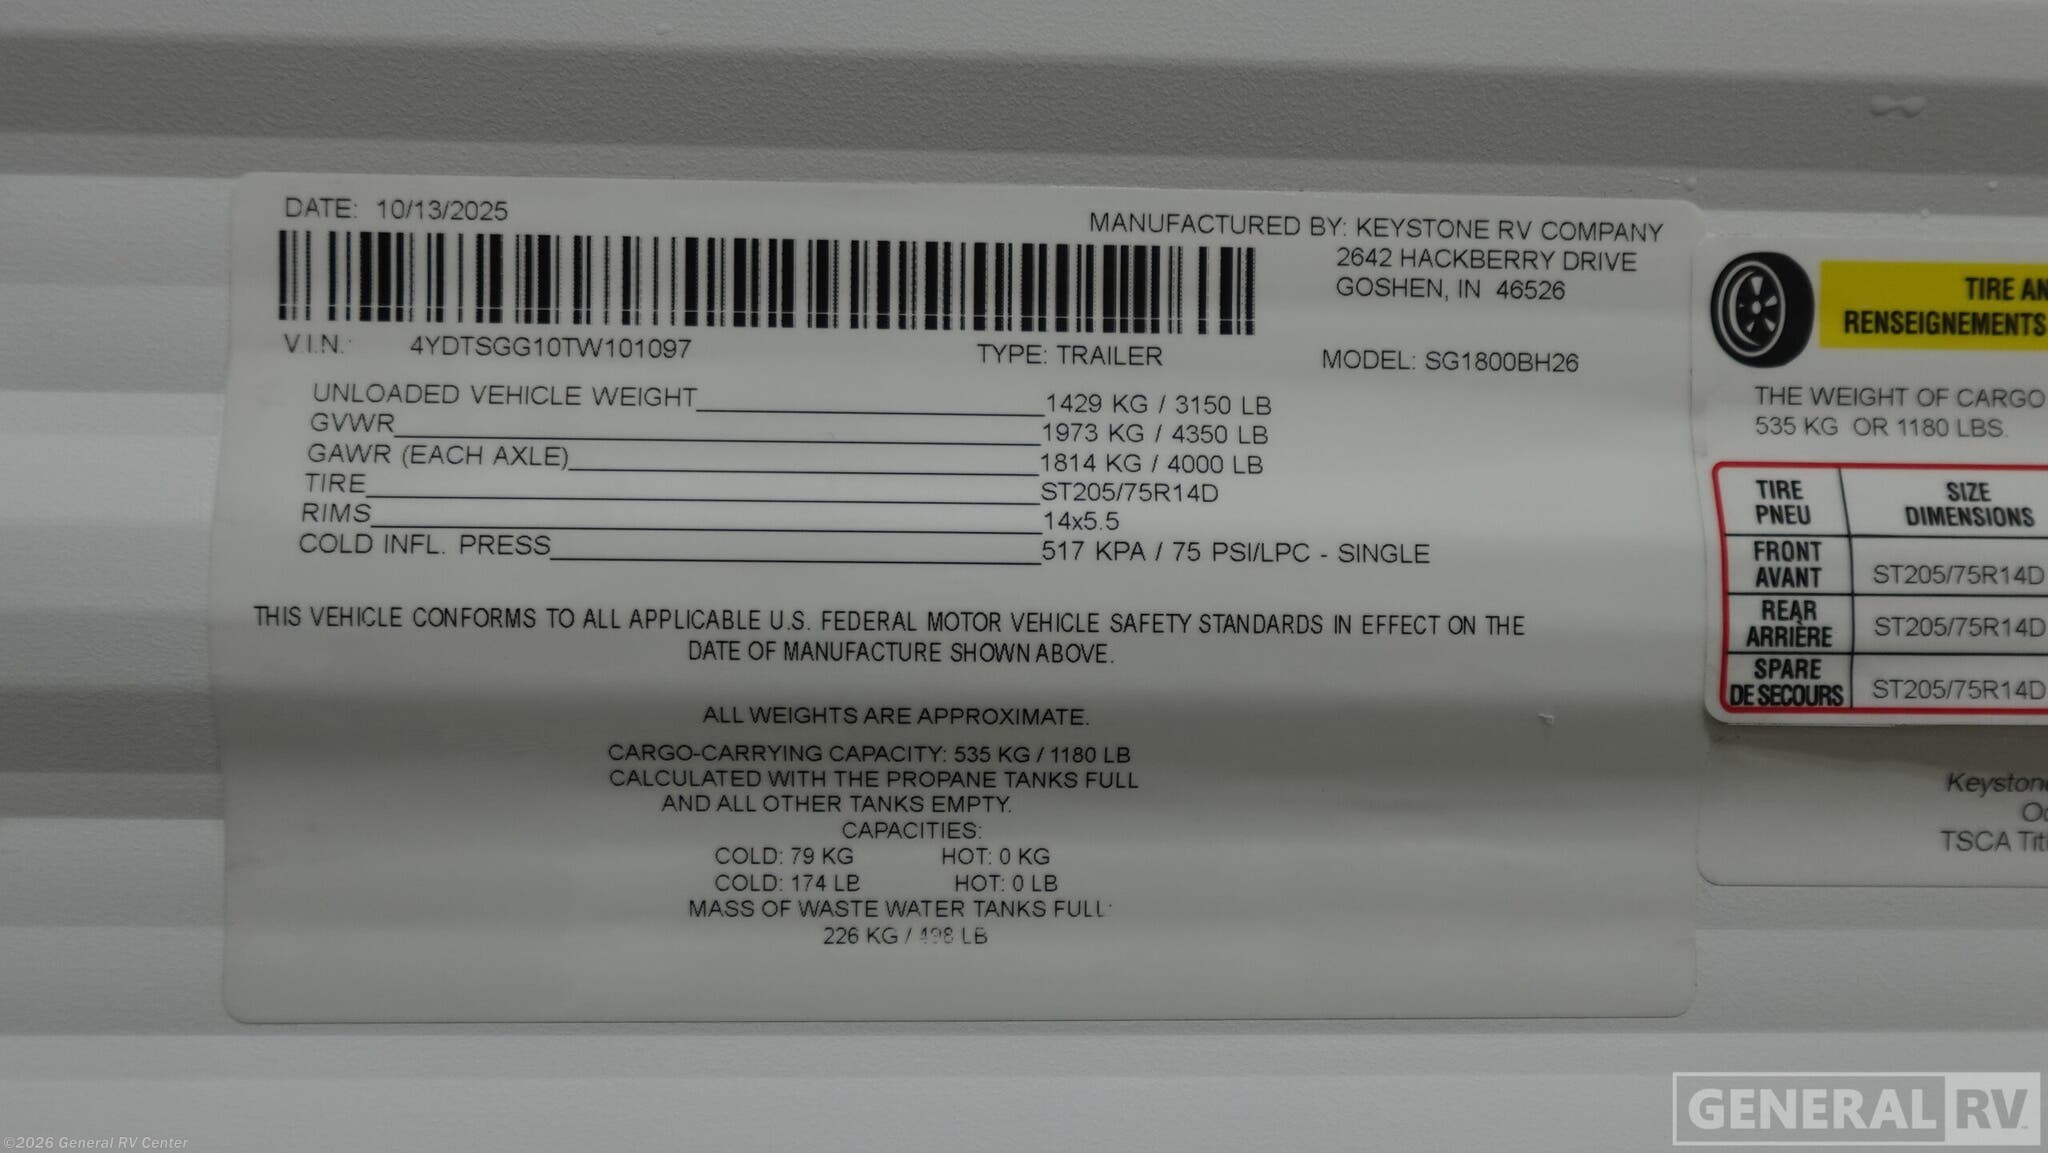 DATE: 10/13/2025
MANUFACTURED BY: KEYSTONE RV COMPANY
2642 HACKBERRY DRIVE
GOSHEN, IN 46526
V.I.N.: 4YDTSGG10TW101097
TYPE: TRAILER
MODEL: SG1800BH26
UNLOADED VEHICLE WEIGHT 1429 KG / 3150 LB
GVWR 1973 KG / 4350 LB
GAWR (EACH AXLE) 1814 KG / 4000 LB
TIRE ST205/75R14D
RIMS 14x5.5
COLD INFL. PRESS 517 KPA / 75 PSI/LPC - SINGLE
THIS VEHICLE CONFORMS TO ALL APPLICABLE U.S. FEDERAL MOTOR VEHICLE SAFETY STANDARDS IN EFFECT ON THE
DATE OF MANUFACTURE SHOWN ABOVE.
ALL WEIGHTS ARE APPROXIMATE.
CARGO-CARRYING CAPACITY: 535 KG / 1180 LB
CALCULATED WITH THE PROPANE TANKS FULL
AND ALL OTHER TANKS EMPTY.
CAPACITIES:
COLD: 79 KG HOT: 0 KG
COLD: 174 LB HOT: 0 LB
MASS OF WASTE WATER TANKS FULL:
226 KG / 498 LB
TIRE AN
RENSEIGNEMENTS
THE WEIGHT OF CARGO
535 KG OR 1180 LBS.
TIRE SIZE
PNEU DIMENSIONS
FRONT
AVANT ST205/75R14D
REAR
ARRIÈRE ST205/75R14D
SPARE
DE SECOURS ST205/75R14D
Keystone
TSCA Tit
GENERAL RV
©2026 General RV Center